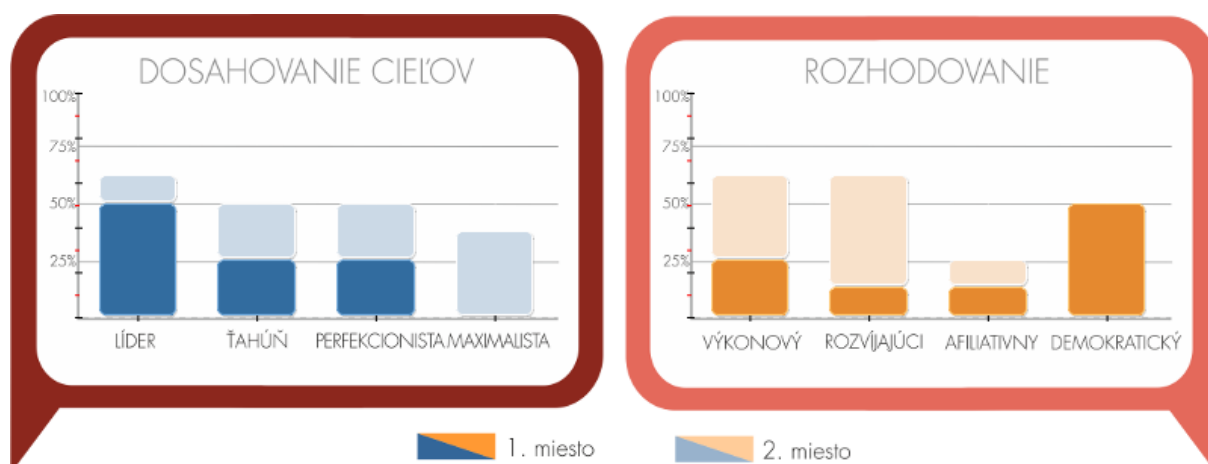 DOSAHOVANIE CIEĽOV
100%
75%
50%
25%
LÍDER
ŤAHÚŇ
PERFEKCIONISTA
MAXIMALISTA
ROZHODOVANIE
100%
75%
50%
25%
VÝKONOVÝ
ROZVÍJAJÚCI
AFILIATIVNY
DEMOKRATICKÝ
1. miesto
2. miesto